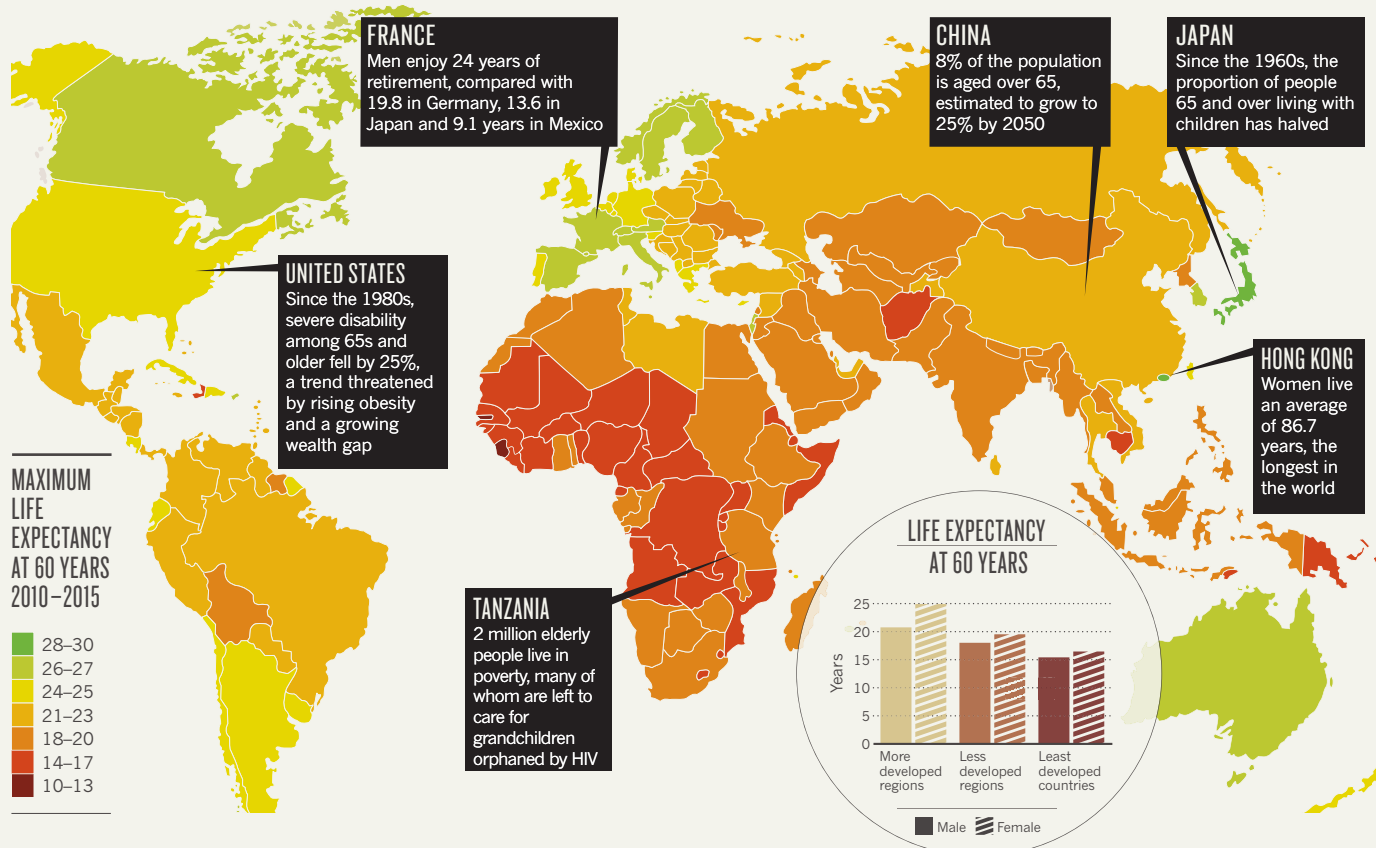 FRANCE
Men enjoy 24 years of
retirement, compared with
19.8 in Germany, 13.6 in
Japan and 9.1 years in Mexico
CHINA
8% of the population
is aged over 65,
estimated to grow to
25% by 2050
JAPAN
Since the 1960s, the
proportion of people
65 and over living with
children has halved
UNITED STATES
Since the 1980s,
severe disability
among 65s and
older fell by 25%,
a trend threatened
by rising obesity
and a growing
wealth gap
HONG KONG
Women live
an average
of 86.7
years, the
longest in
the world
MAXIMUM
LIFE
EXPECTANCY
AT 60 YEARS
2010–2015
28–30
26–27
24–25
21–23
18–20
14–17
10–13
TANZANIA
2 million elderly
people live in
poverty, many of
whom are left to
care for
grandchildren
orphaned by HIV
LIFE EXPECTANCY
AT 60 YEARS
Years
25
20
15
10
5
0
More
developed
regions
Less
developed
regions
Least
developed
countries
Male
Female